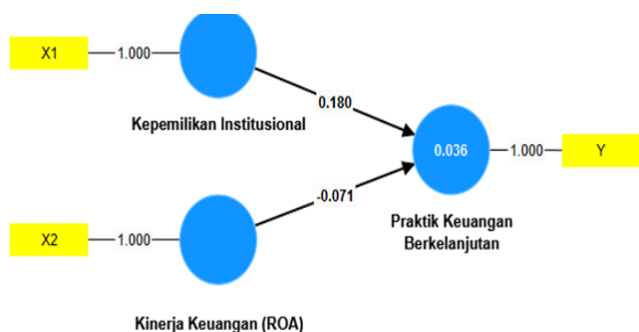 X1
1.000
Kepemilikan Institusional
0.180
0.036
1.000
Y
-0.071
Praktik Keuangan
Berkelanjutan
X2
1.000
Kinerja Keuangan (ROA)